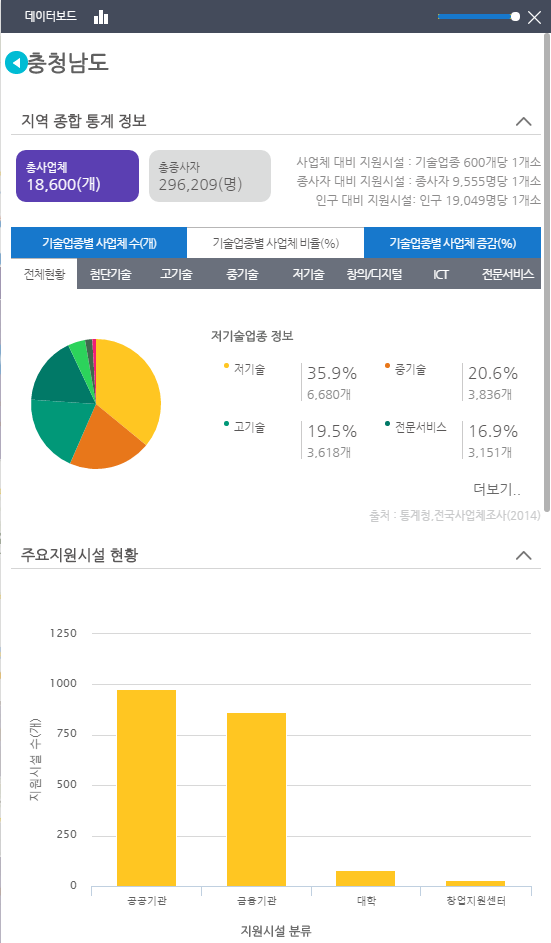 데이터보드
충청남도
지역 종합 통계 정보
총사업체
18,600(개)
총종사자
296,209(명)
사업체 대비 지원시설 : 기술업종 600개당 1개소
종사자 대비 지원시설 : 종사자 9,555명당 1개소
인구 대비 지원시설: 인구 19,049명당 1개소
기술업종별 사업체 수(개) 기술업종별 사업체 비율(%) 기술업종별 사업체 증감(%)
전체현황 첨단기술 고기술 중기술 저기술 창의/디지털 ICT 전문서비스
저기술업종 정보
저기술 35.9% 중기술 20.6%
6,680개 3,836개
고기술 19.5% 전문서비스 16.9%
3,618개 3,151개
더보기..
출처 : 통계청,전국사업체조사(2014)
주요지원시설 현황
1250
1000
750
500
250
0
지원시설 수(개)
공공기관 금융기관 대학 창업지원센터
지원시설 분류